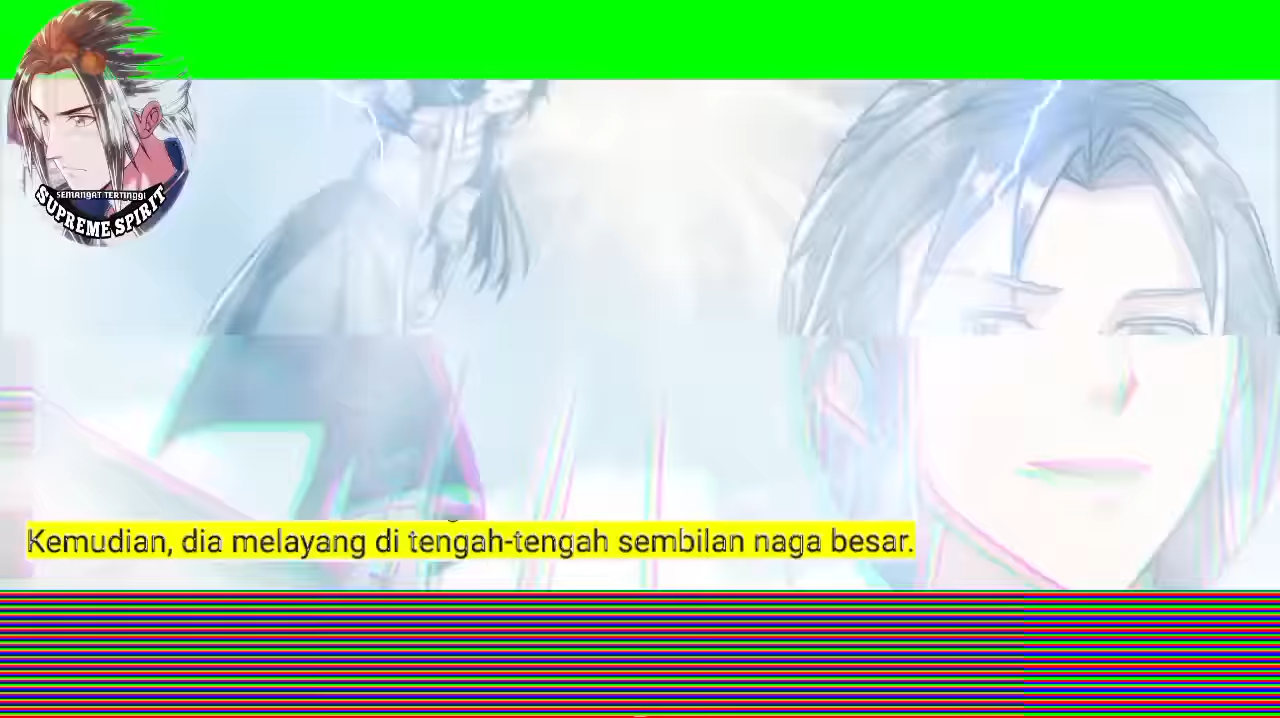 SEMANGAT TERTINGGI
SUPREME SPIRIT
Kemudian, dia melayang di tengah-tengah sembilan naga besar.